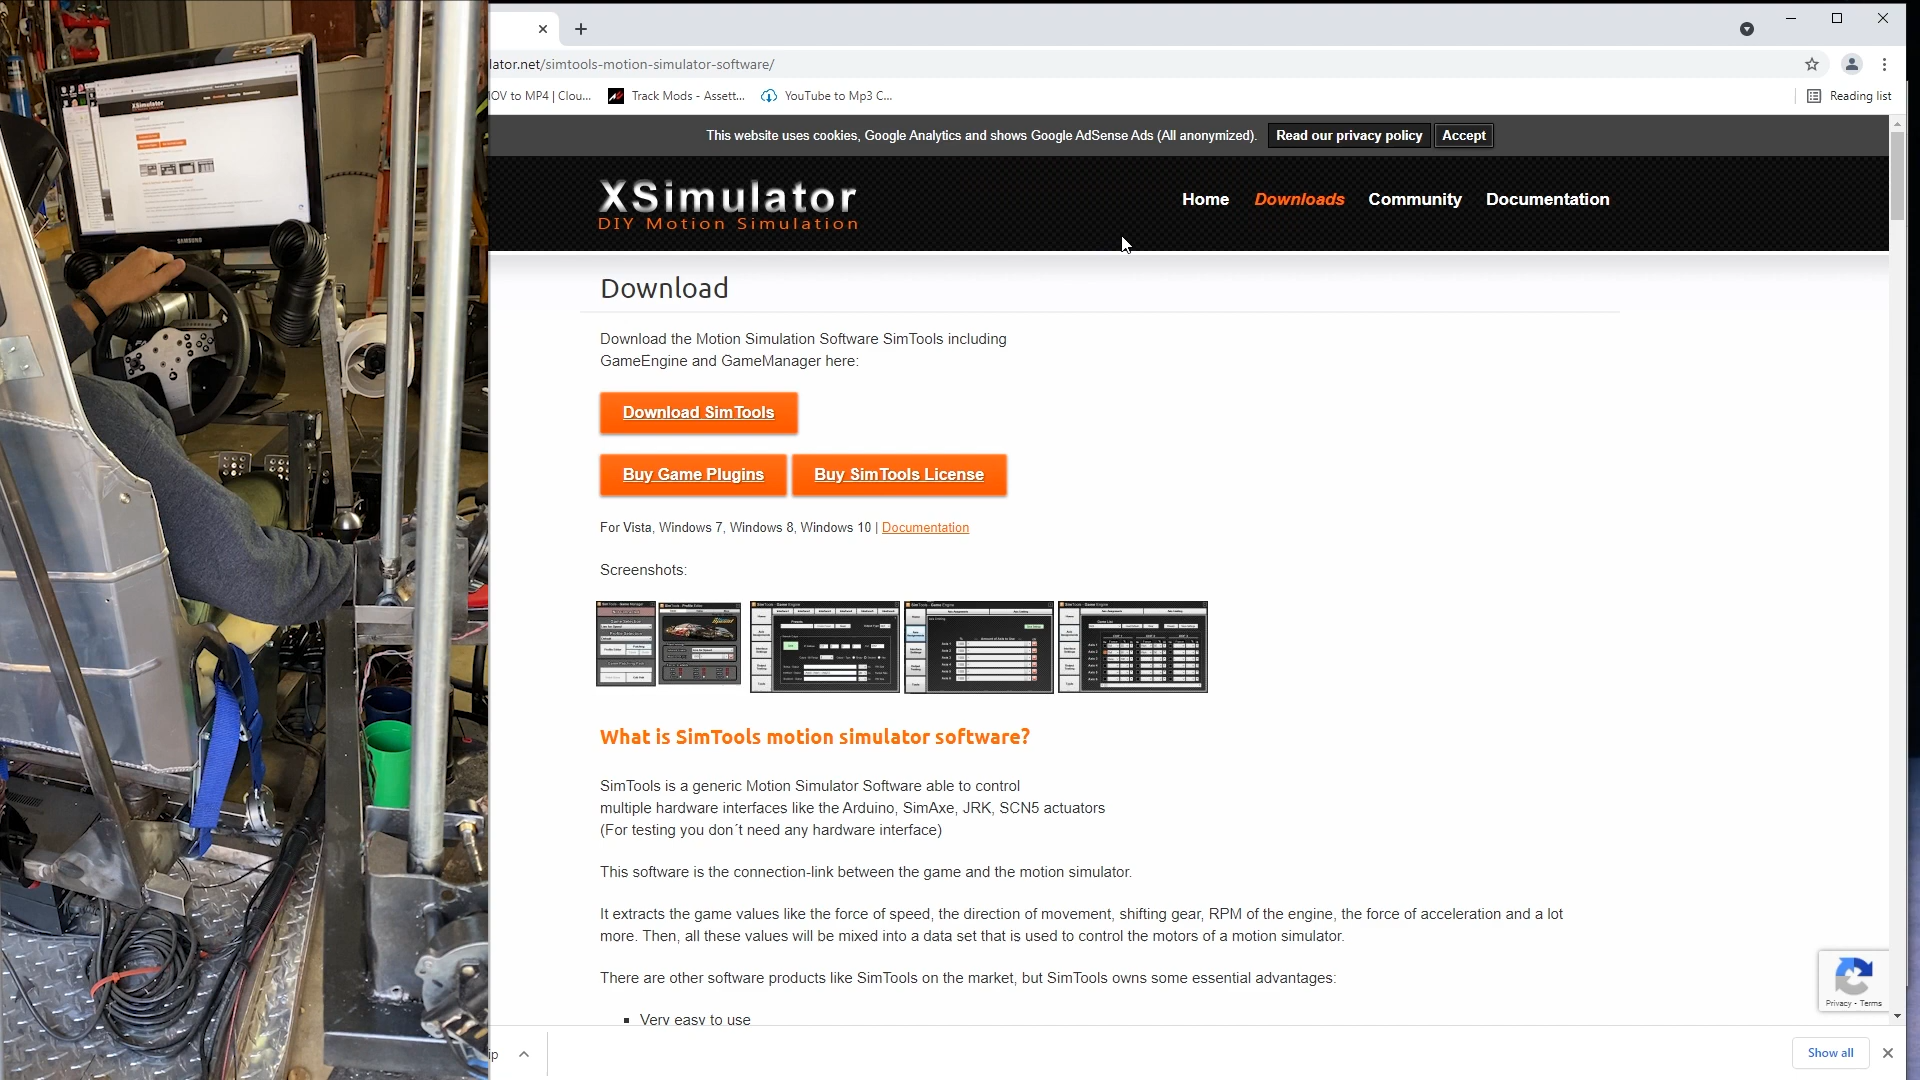 lator.net/simtools-motion-simulator-software/
OV to MP4 | Clou...
Track Mods - Assett...
YouTube to Mp3 C...
Reading list
This website uses cookies, Google Analytics and shows Google AdSense Ads (All anonymized).
Read our privacy policy
Accept
XSimulator
DIY Motion Simulation
Home
Downloads
Community
Documentation
Download
Download the Motion Simulation Software SimTools including
GameEngine and GameManager here:
Download SimTools
Buy Game Plugins
Buy SimTools License
For Vista, Windows 7, Windows 8, Windows 10 | Documentation
Screenshots:
What is SimTools motion simulator software?
SimTools is a generic Motion Simulator Software able to control
multiple hardware interfaces like the Arduino, SimAxe, JRK, SCN5 actuators
(For testing you don´t need any hardware interface)
This software is the connection-link between the game and the motion simulator.
It extracts the game values like the force of speed, the direction of movement, shifting gear, RPM of the engine, the force of acceleration and a lot
more. Then, all these values will be mixed into a data set that is used to control the motors of a motion simulator.
There are other software products like SimTools on the market, but SimTools owns some essential advantages:
▪ Very easy to use
Privacy - Terms
ip
Show all
XSimulator
SAMSUNG